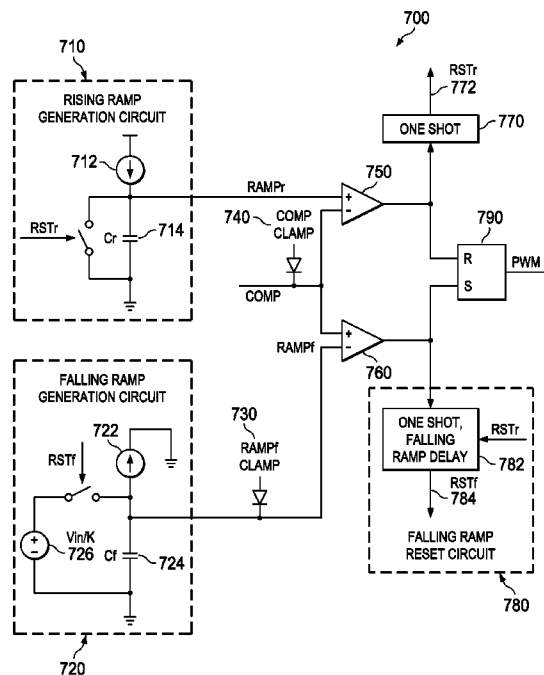 700
710
RISING RAMP
GENERATION CIRCUIT
712
RSTr
Cr
714
RAMPr
740
COMP
CLAMP
COMP
RAMPf
750
+
-
+
-
760
RSTr
772
ONE SHOT
770
790
R
S
PWM
FALLING RAMP
GENERATION CIRCUIT
722
RSTf
+
-
Vin/K
726
Cf
724
720
730
RAMPf
CLAMP
ONE SHOT,
FALLING
RAMP DELAY
RSTr
782
RSTf
784
FALLING RAMP
RESET CIRCUIT
780